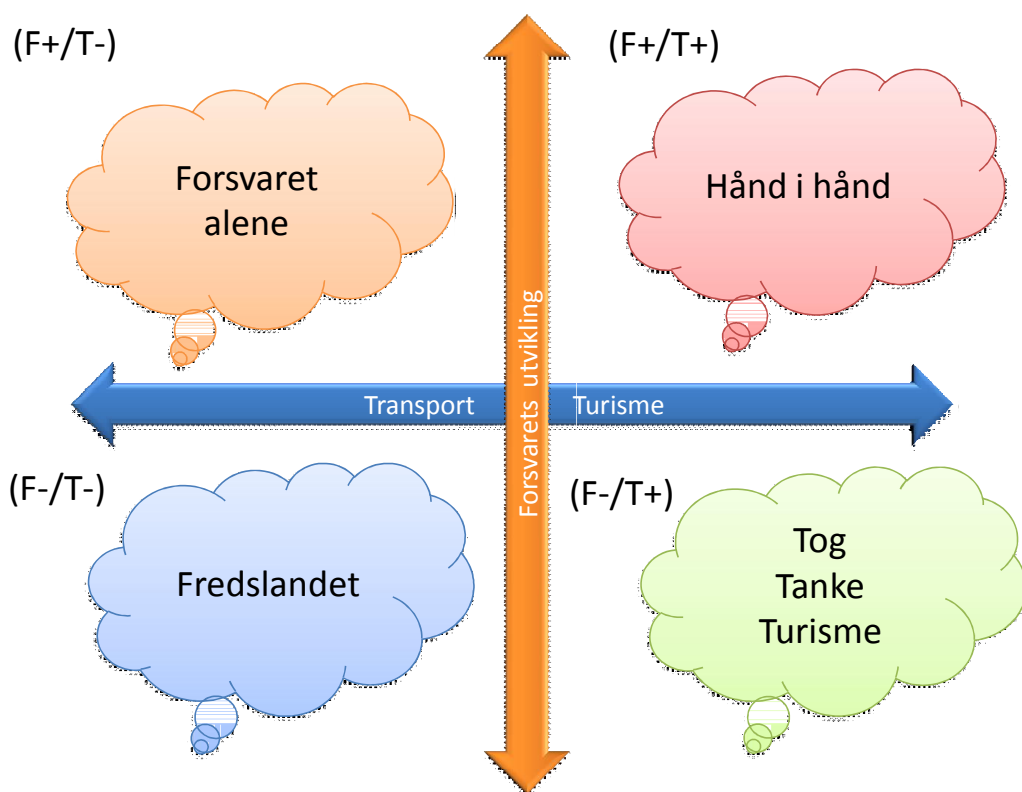 (F+/T-)
(F+/T+)
Forsvaret
alene
Hånd i hånd
Forsvarets utvikling
Transport Turisme
(F-/T-)
(F-/T+)
Fredslandet
Tog
Tanke
Turisme